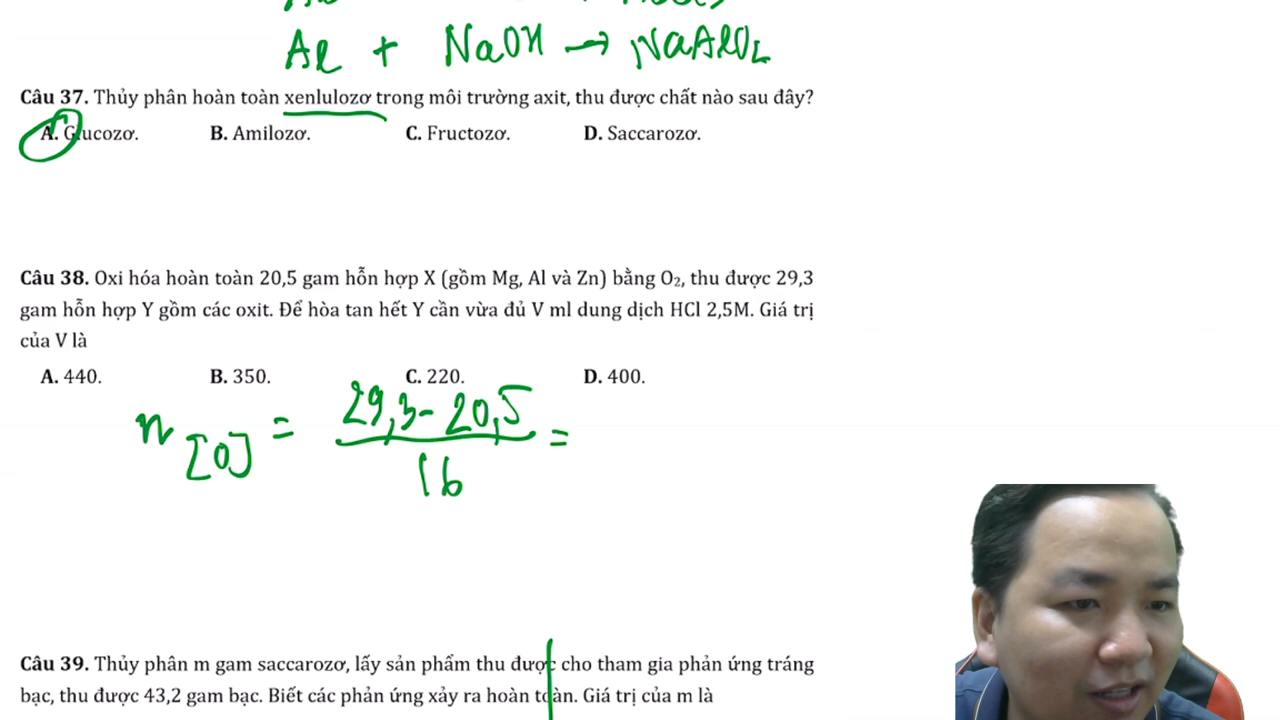 Al + NaOH → NaAlO2
Câu 37. Thủy phân hoàn toàn xenlulozơ trong môi trường axit, thu được chất nào sau đây?
A. Glucozơ. B. Amilozơ. C. Fructozơ. D. Saccarozơ.
Câu 38. Oxi hóa hoàn toàn 20,5 gam hỗn hợp X (gồm Mg, Al và Zn) bằng O2, thu được 29,3
gam hỗn hợp Y gồm các oxit. Để hòa tan hết Y cần vừa đủ V ml dung dịch HCl 2,5M. Giá trị
của V là
A. 440. B. 350. C. 220. D. 400.
n[O] = 29,3 - 20,5 / 16 =
Câu 39. Thủy phân m gam saccarozơ, lấy sản phẩm thu được cho tham gia phản ứng tráng
bạc, thu được 43,2 gam bạc. Biết các phản ứng xảy ra hoàn toàn. Giá trị của m là